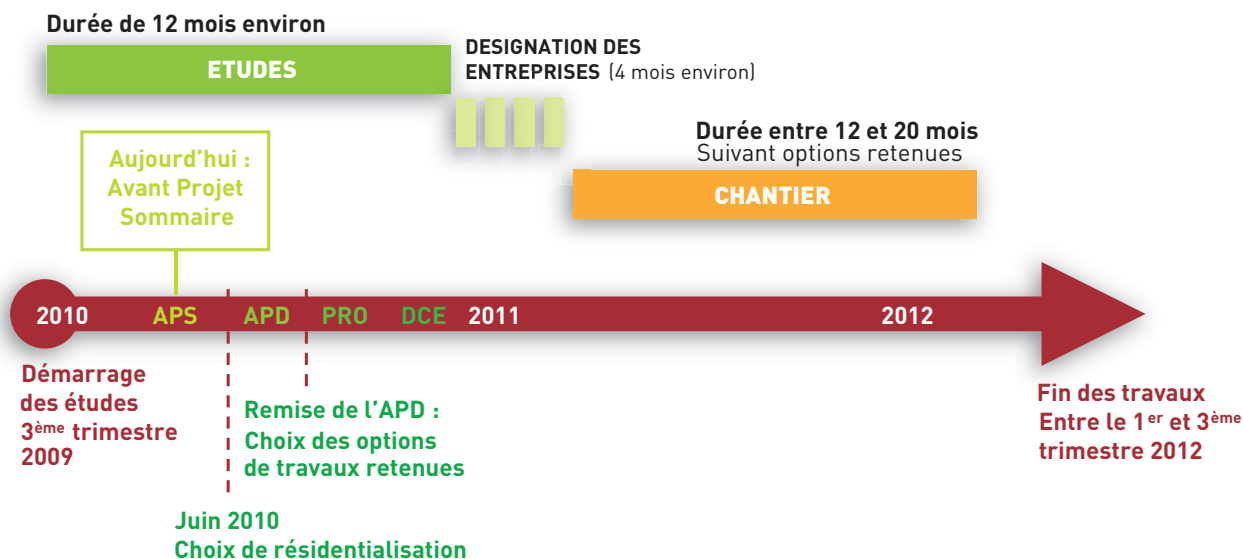 Durée de 12 mois environ
ETUDES
DESIGNATION DES
ENTREPRISES (4 mois environ)
Durée entre 12 et 20 mois
Suivant options retenues
CHANTIER
Aujourd’hui :
Avant Projet
Sommaire
2010 APS APD PRO DCE 2011 2012
Démarrage
des études
3ème trimestre
2009
Remise de l’APD :
Choix des options
de travaux retenues
Juin 2010
Choix de résidentialisation
Fin des travaux
Entre le 1er et 3ème
trimestre 2012